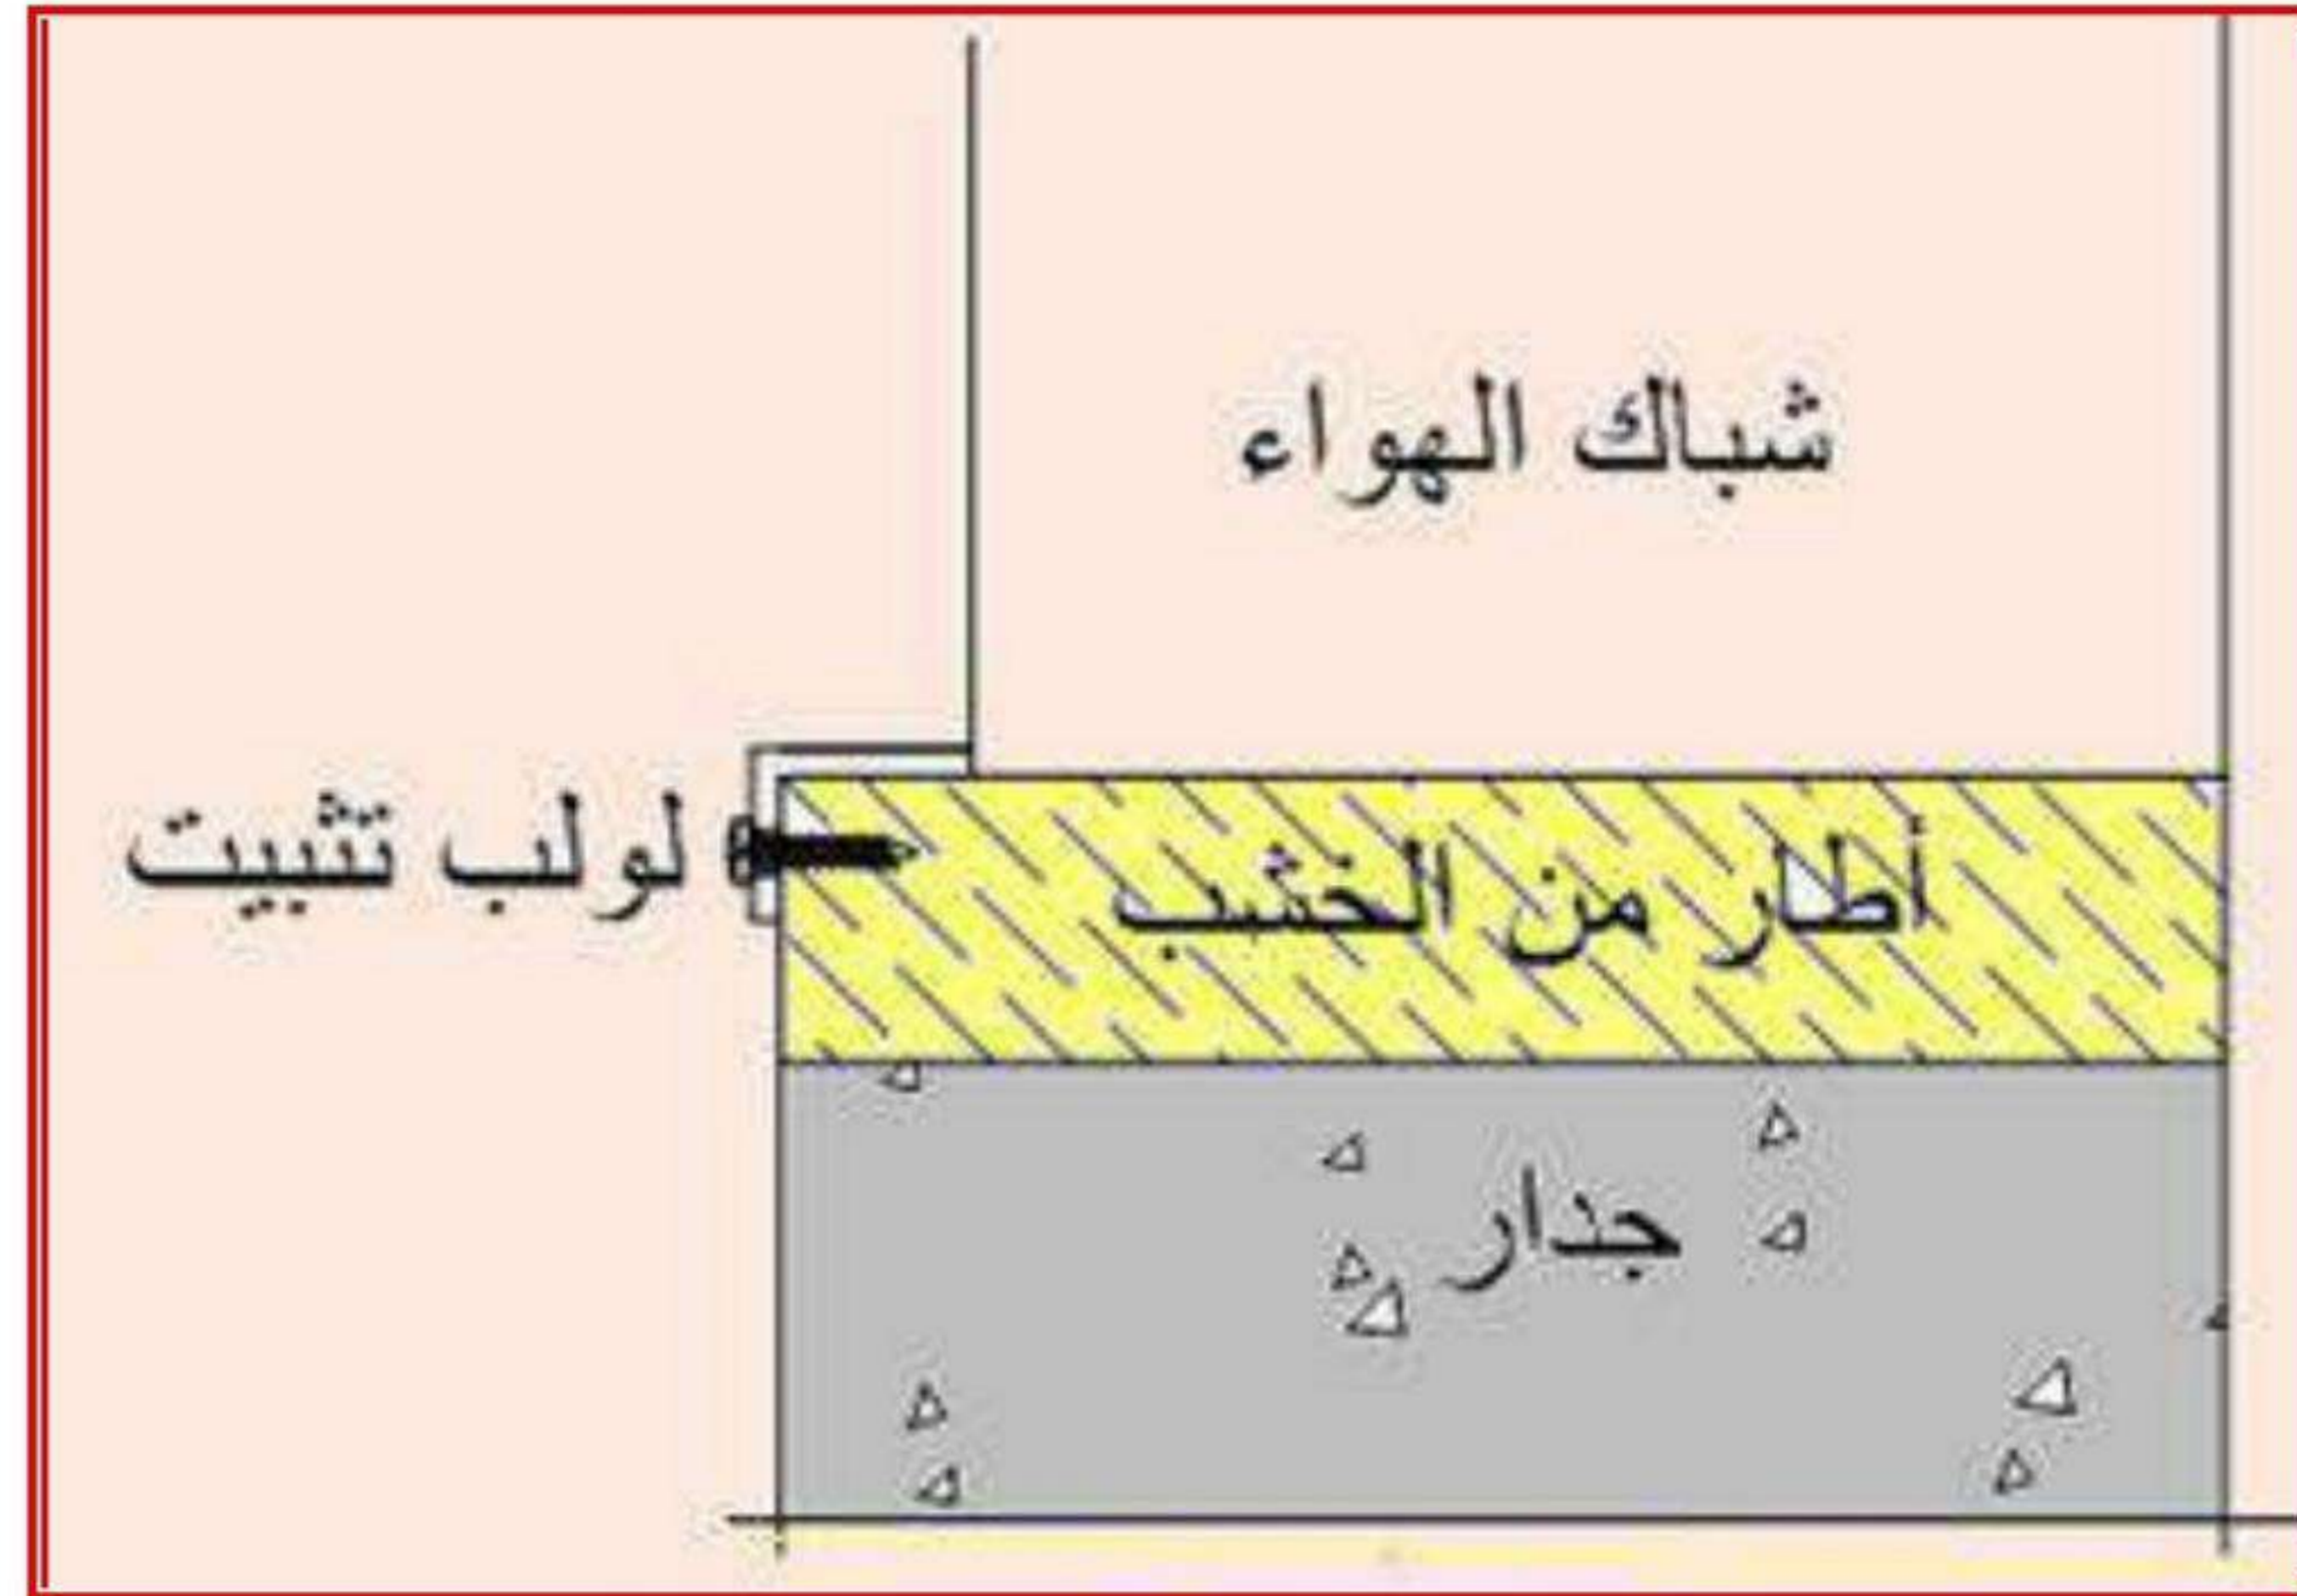 شباك الهواء
لولب تثبيت
أطار من الخشب
جدار